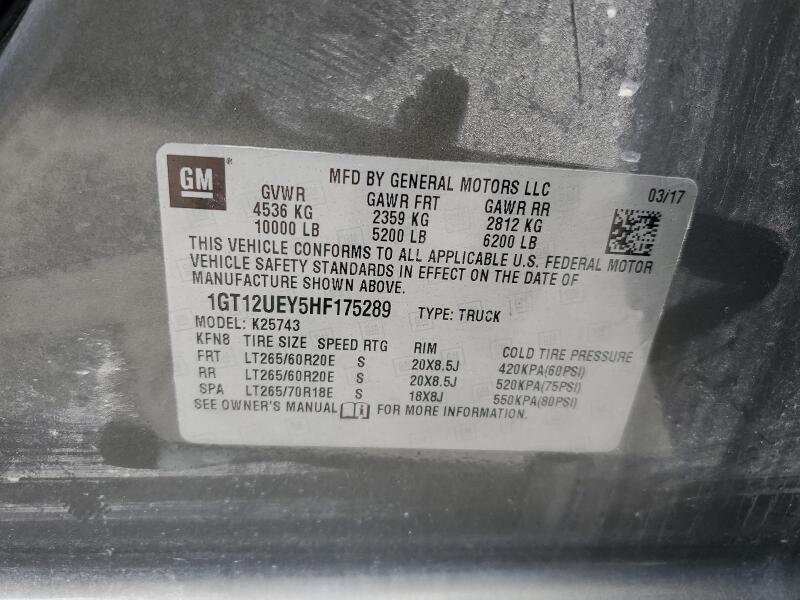 GM ®
MFD BY GENERAL MOTORS LLC 03/17
GVWR GAWR FRT GAWR RR
4536 KG 2359 KG 2812 KG
10000 LB 5200 LB 6200 LB
THIS VEHICLE CONFORMS TO ALL APPLICABLE U.S. FEDERAL MOTOR
VEHICLE SAFETY STANDARDS IN EFFECT ON THE DATE OF
MANUFACTURE SHOWN ABOVE.
1GT12UEY5HF175289 TYPE: TRUCK
MODEL: K25743
KFN8 TIRE SIZE SPEED RTG RIM COLD TIRE PRESSURE
FRT LT265/60R20E S 20X8.5J 420KPA(60PSI)
RR LT265/60R20E S 20X8.5J 520KPA(75PSI)
SPA LT265/70R18E S 18X8J 550KPA(80PSI)
SEE OWNER'S MANUAL FOR MORE INFORMATION.